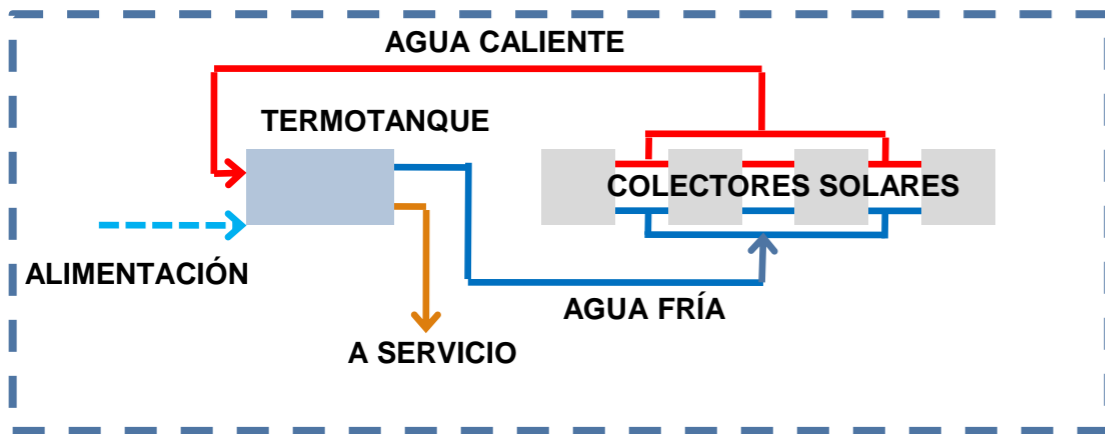 AGUA CALIENTE
TERMOTANQUE
COLECTORES SOLARES
ALIMENTACIÓN
AGUA FRÍA
A SERVICIO